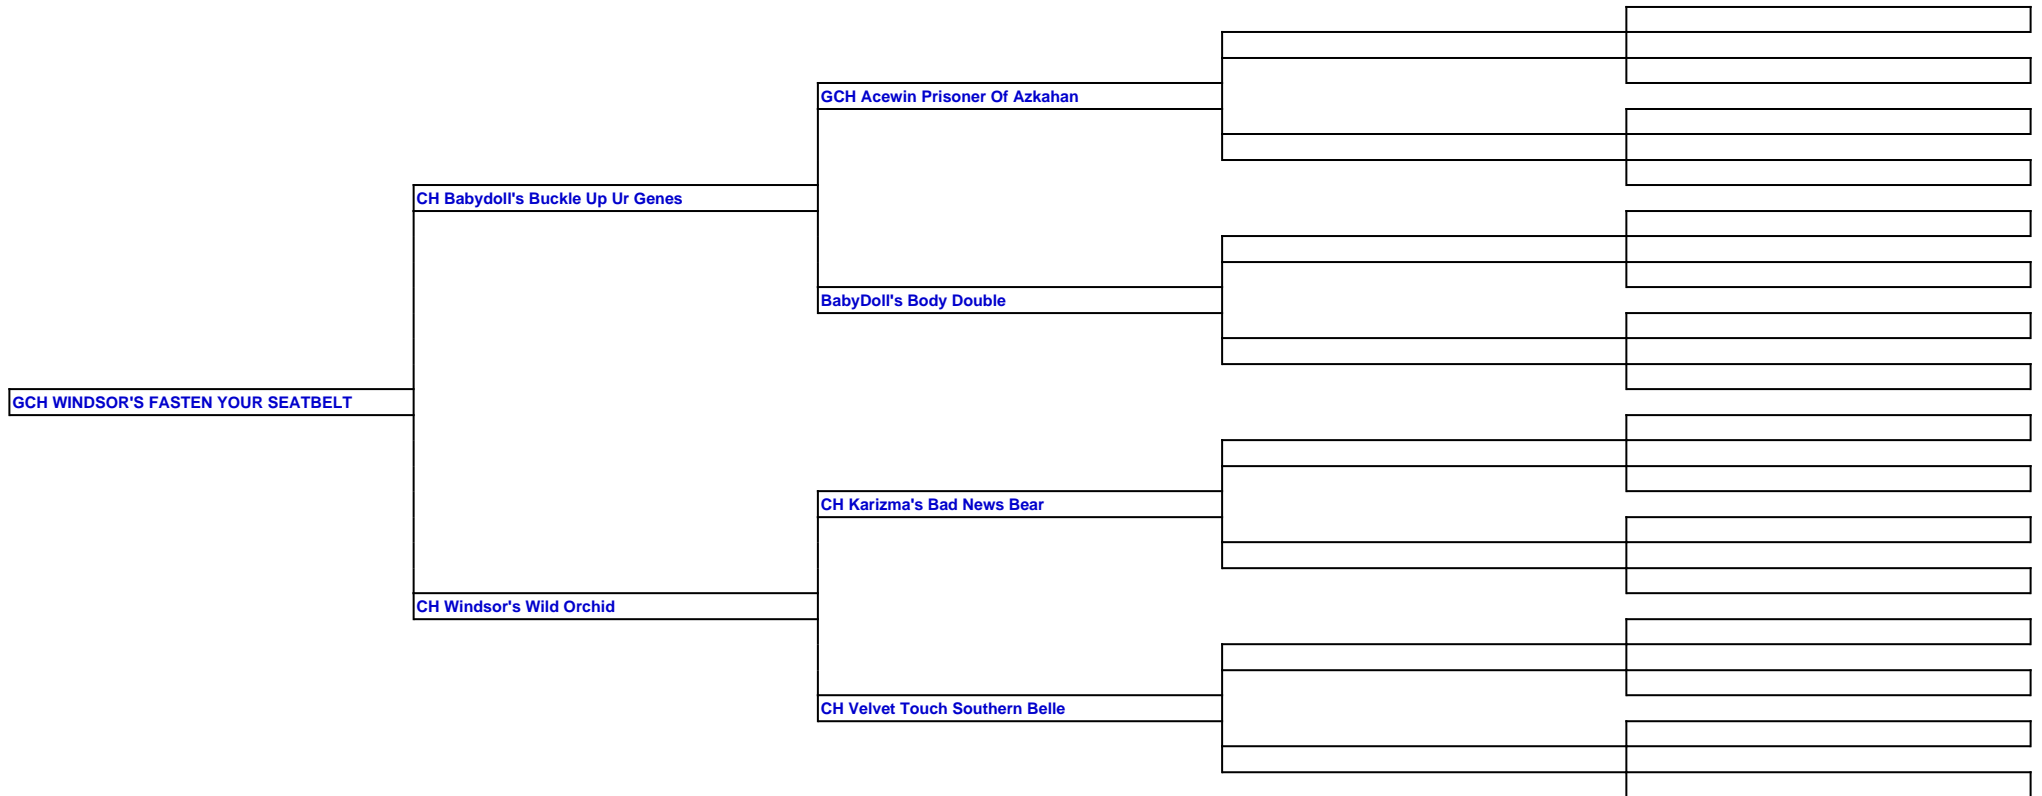 GCH Acewin Prisoner Of Azkahan
CH Babydoll's Buckle Up Ur Genes
BabyDoll's Body Double
GCH WINDSOR'S FASTEN YOUR SEATBELT
CH Karizma's Bad News Bear
CH Windsor's Wild Orchid
CH Velvet Touch Southern Belle